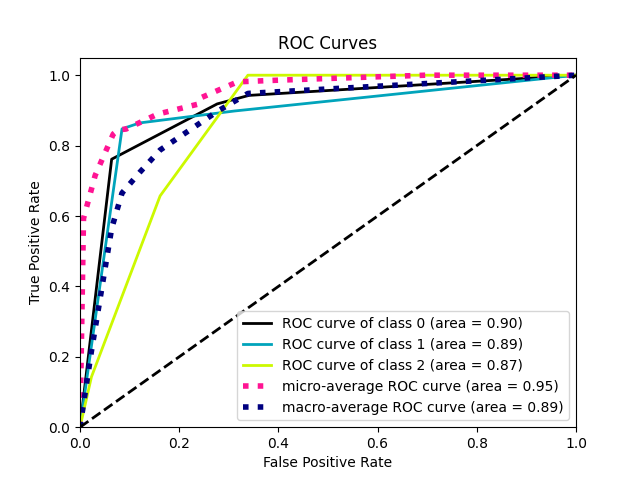 ROC Curves
True Positive Rate
1.0
0.8
0.6
0.4
0.2
0.0
ROC curve of class 0 (area = 0.90)
ROC curve of class 1 (area = 0.89)
ROC curve of class 2 (area = 0.87)
micro-average ROC curve (area = 0.95)
macro-average ROC curve (area = 0.89)
0.0 0.2 0.4 0.6 0.8 1.0
False Positive Rate